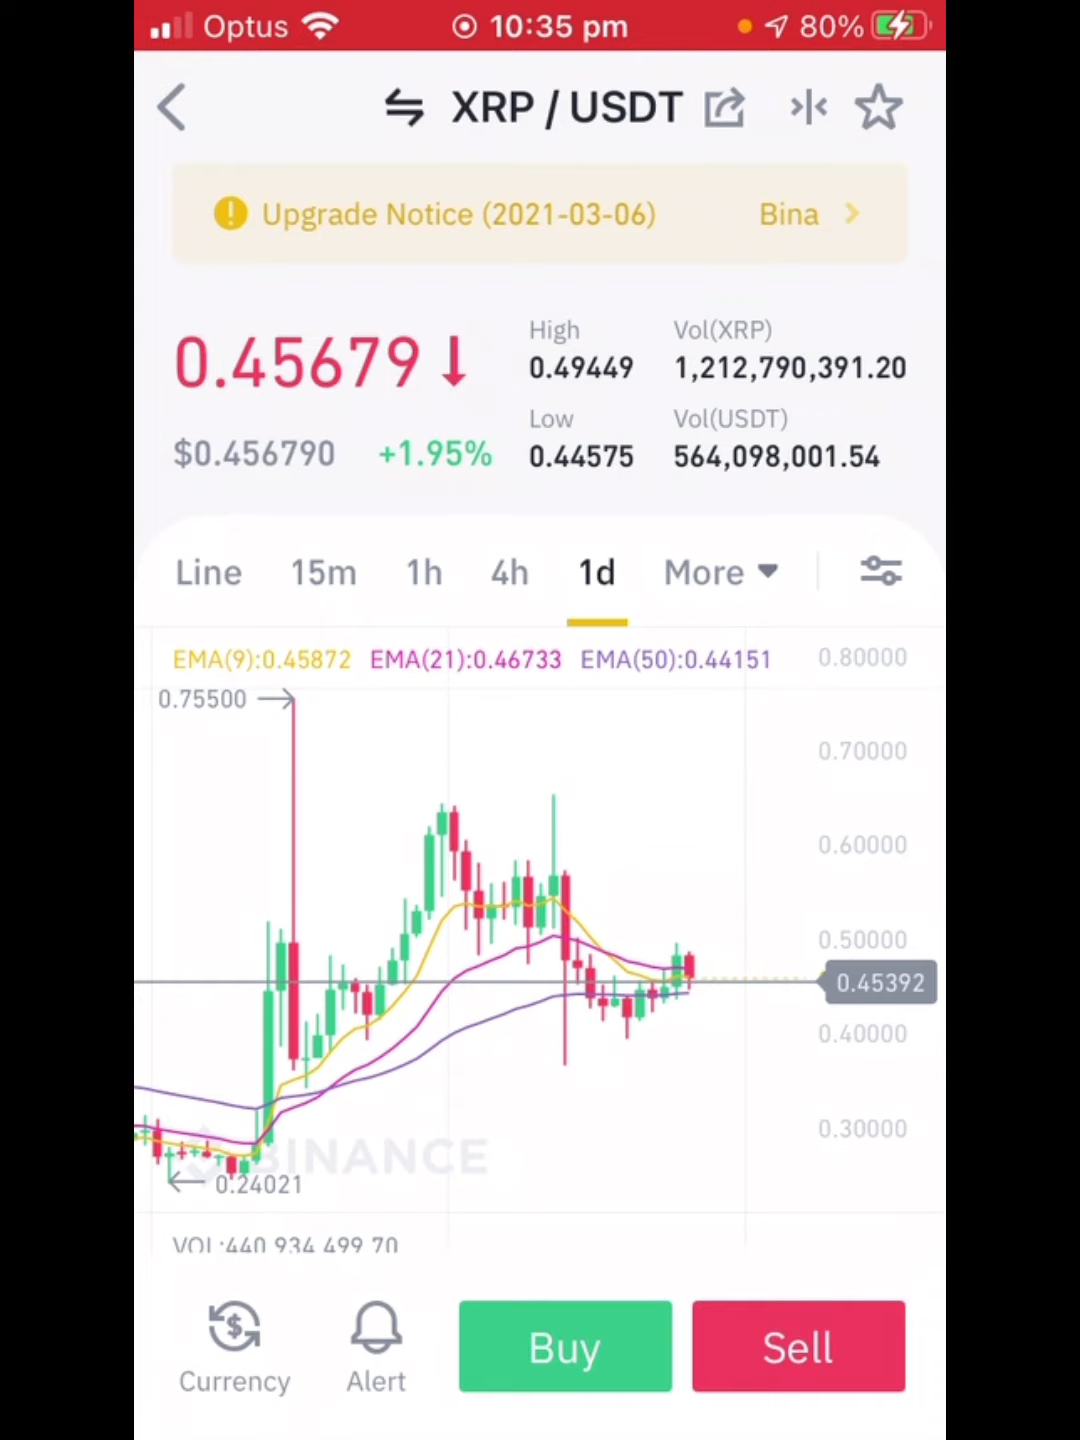 Optus 10:35 pm 80%
XRP / USDT
Upgrade Notice (2021-03-06) Bina
0.45679
$0.456790 +1.95%
High
0.49449
Low
0.44575
Vol(XRP)
1,212,790,391.20
Vol(USDT)
564,098,001.54
Line 15m 1h 4h 1d More
EMA(9):0.45872 EMA(21):0.46733 EMA(50):0.44151
0.80000
0.75500
0.70000
0.60000
0.50000
0.45392
0.40000
0.30000
BINANCE
0.24021
VOL:440,934,499.70
Currency
Alert
Buy
Sell